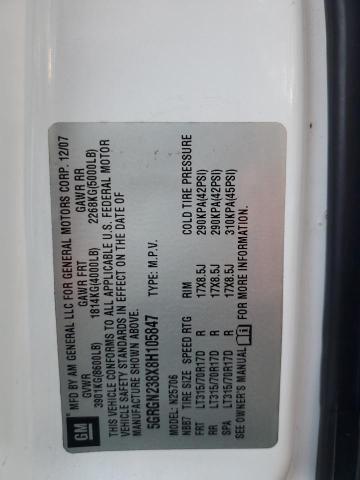 GM
MFD BY AM GENERAL LLC FOR GENERAL MOTORS CORP. 12/07
GVWR GAWR FRT GAWR RR
3901KG(8600LB) 1814KG(4000LB) 2268KG(5000LB)
THIS VEHICLE CONFORMS TO ALL APPLICABLE U.S. FEDERAL MOTOR
VEHICLE SAFETY STANDARDS IN EFFECT ON THE DATE OF
MANUFACTURE SHOWN ABOVE.
5GRGN238X8H105847 TYPE: M.P.V.
MODEL: N25706
NBB7 TIRE SIZE SPEED RTG RIM COLD TIRE PRESSURE
FRT LT315/70R17D R 17X8.5J 290KPA(42PSI)
RR LT315/70R17D R 17X8.5J 290KPA(42PSI)
SPA LT315/70R17D R 17X8.5J 310KPA(45PSI)
SEE OWNER'S MANUAL FOR MORE INFORMATION.